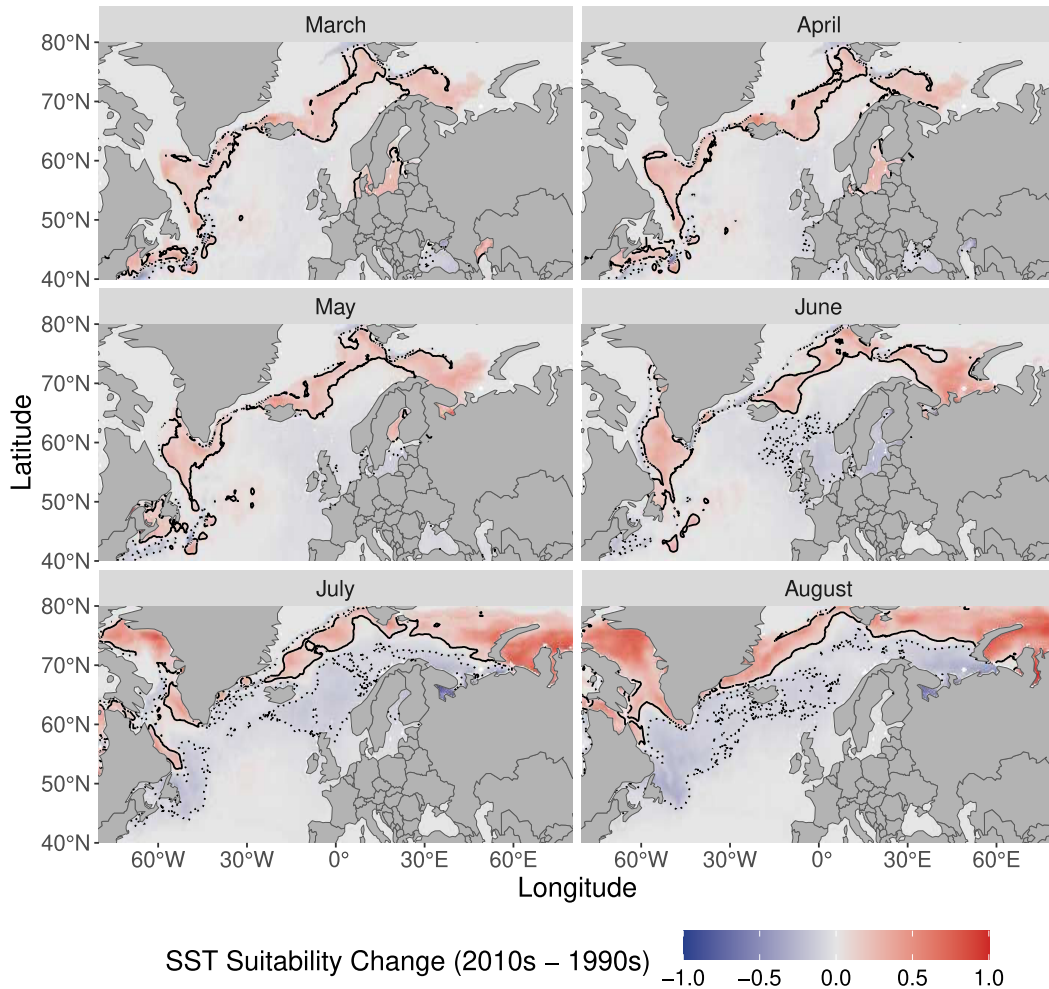 March
April
80°N
70°N
60°N
50°N
40°N
May
June
80°N
70°N
60°N
50°N
40°N
July
August
80°N
70°N
60°N
50°N
40°N
60°W 30°W 0° 30°E 60°E
60°W 30°W 0° 30°E 60°E
Latitude
Longitude
SST Suitability Change (2010s − 1990s)
−1.0 −0.5 0.0 0.5 1.0